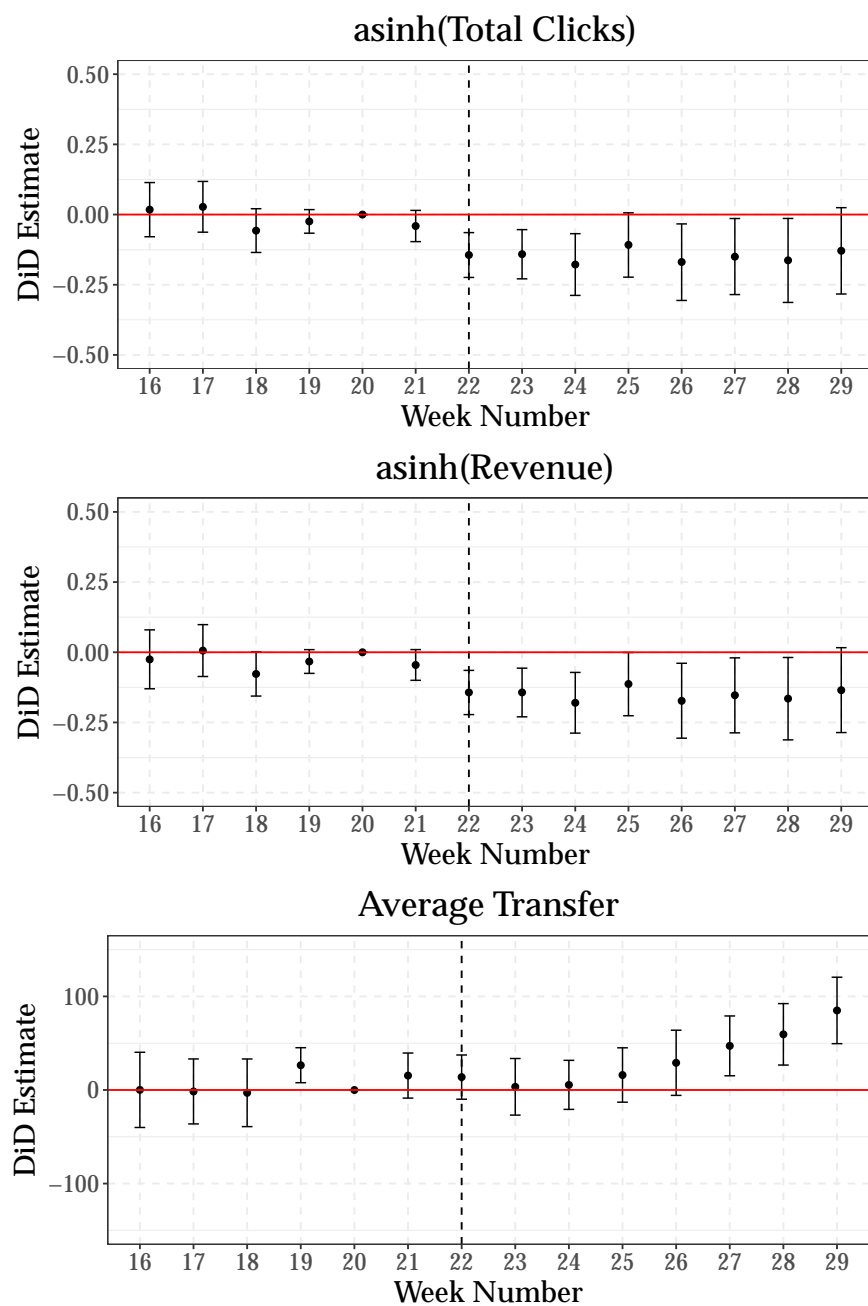 asinh(Total Clicks)
0.50
0.25
0.00
−0.25
−0.50
DiD Estimate
16 17 18 19 20 21 22 23 24 25 26 27 28 29
Week Number
asinh(Revenue)
0.50
0.25
0.00
−0.25
−0.50
DiD Estimate
16 17 18 19 20 21 22 23 24 25 26 27 28 29
Week Number
Average Transfer
100
0
−100
DiD Estimate
16 17 18 19 20 21 22 23 24 25 26 27 28 29
Week Number